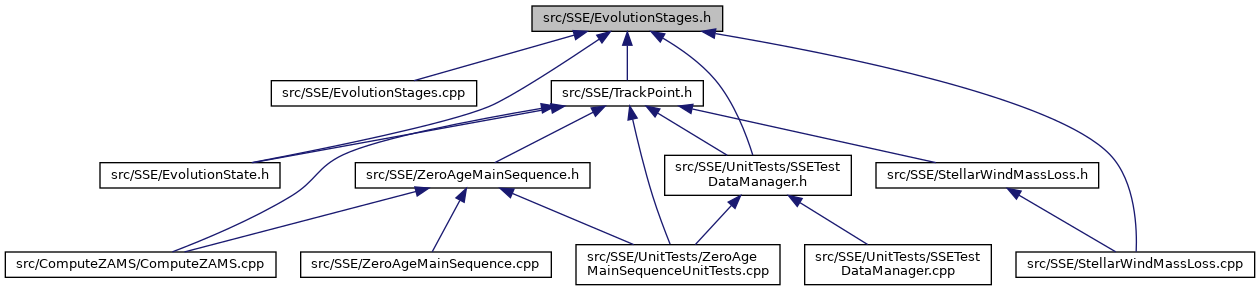 src/SSE/EvolutionStages.h
src/SSE/EvolutionStages.cpp
src/SSE/TrackPoint.h
src/SSE/EvolutionState.h
src/SSE/ZeroAgeMainSequence.h
src/SSE/UnitTests/SSETest
DataManager.h
src/SSE/StellarWindMassLoss.h
src/ComputeZAMS/ComputeZAMS.cpp
src/SSE/ZeroAgeMainSequence.cpp
src/SSE/UnitTests/ZeroAge
MainSequenceUnitTests.cpp
src/SSE/UnitTests/SSETest
DataManager.cpp
src/SSE/StellarWindMassLoss.cpp